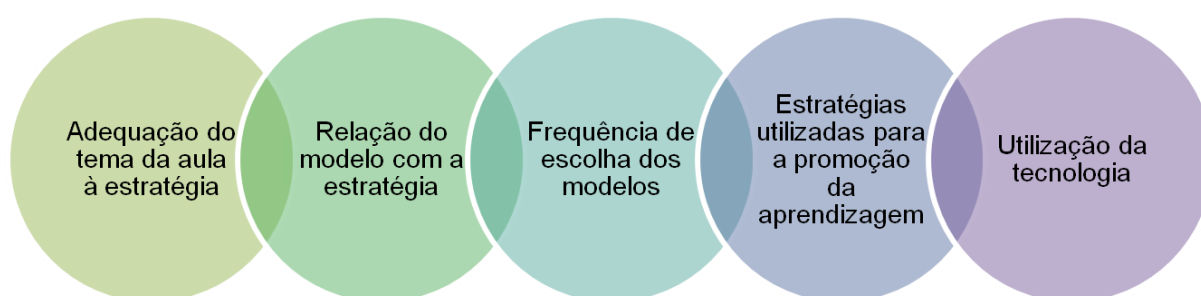 Adequação do
tema da aula
à estratégia
Relação do
modelo com a
estratégia
Frequência de
escolha dos
modelos
Estratégias
utilizadas para
a promoção
da
aprendizagem
Utilização da
tecnologia